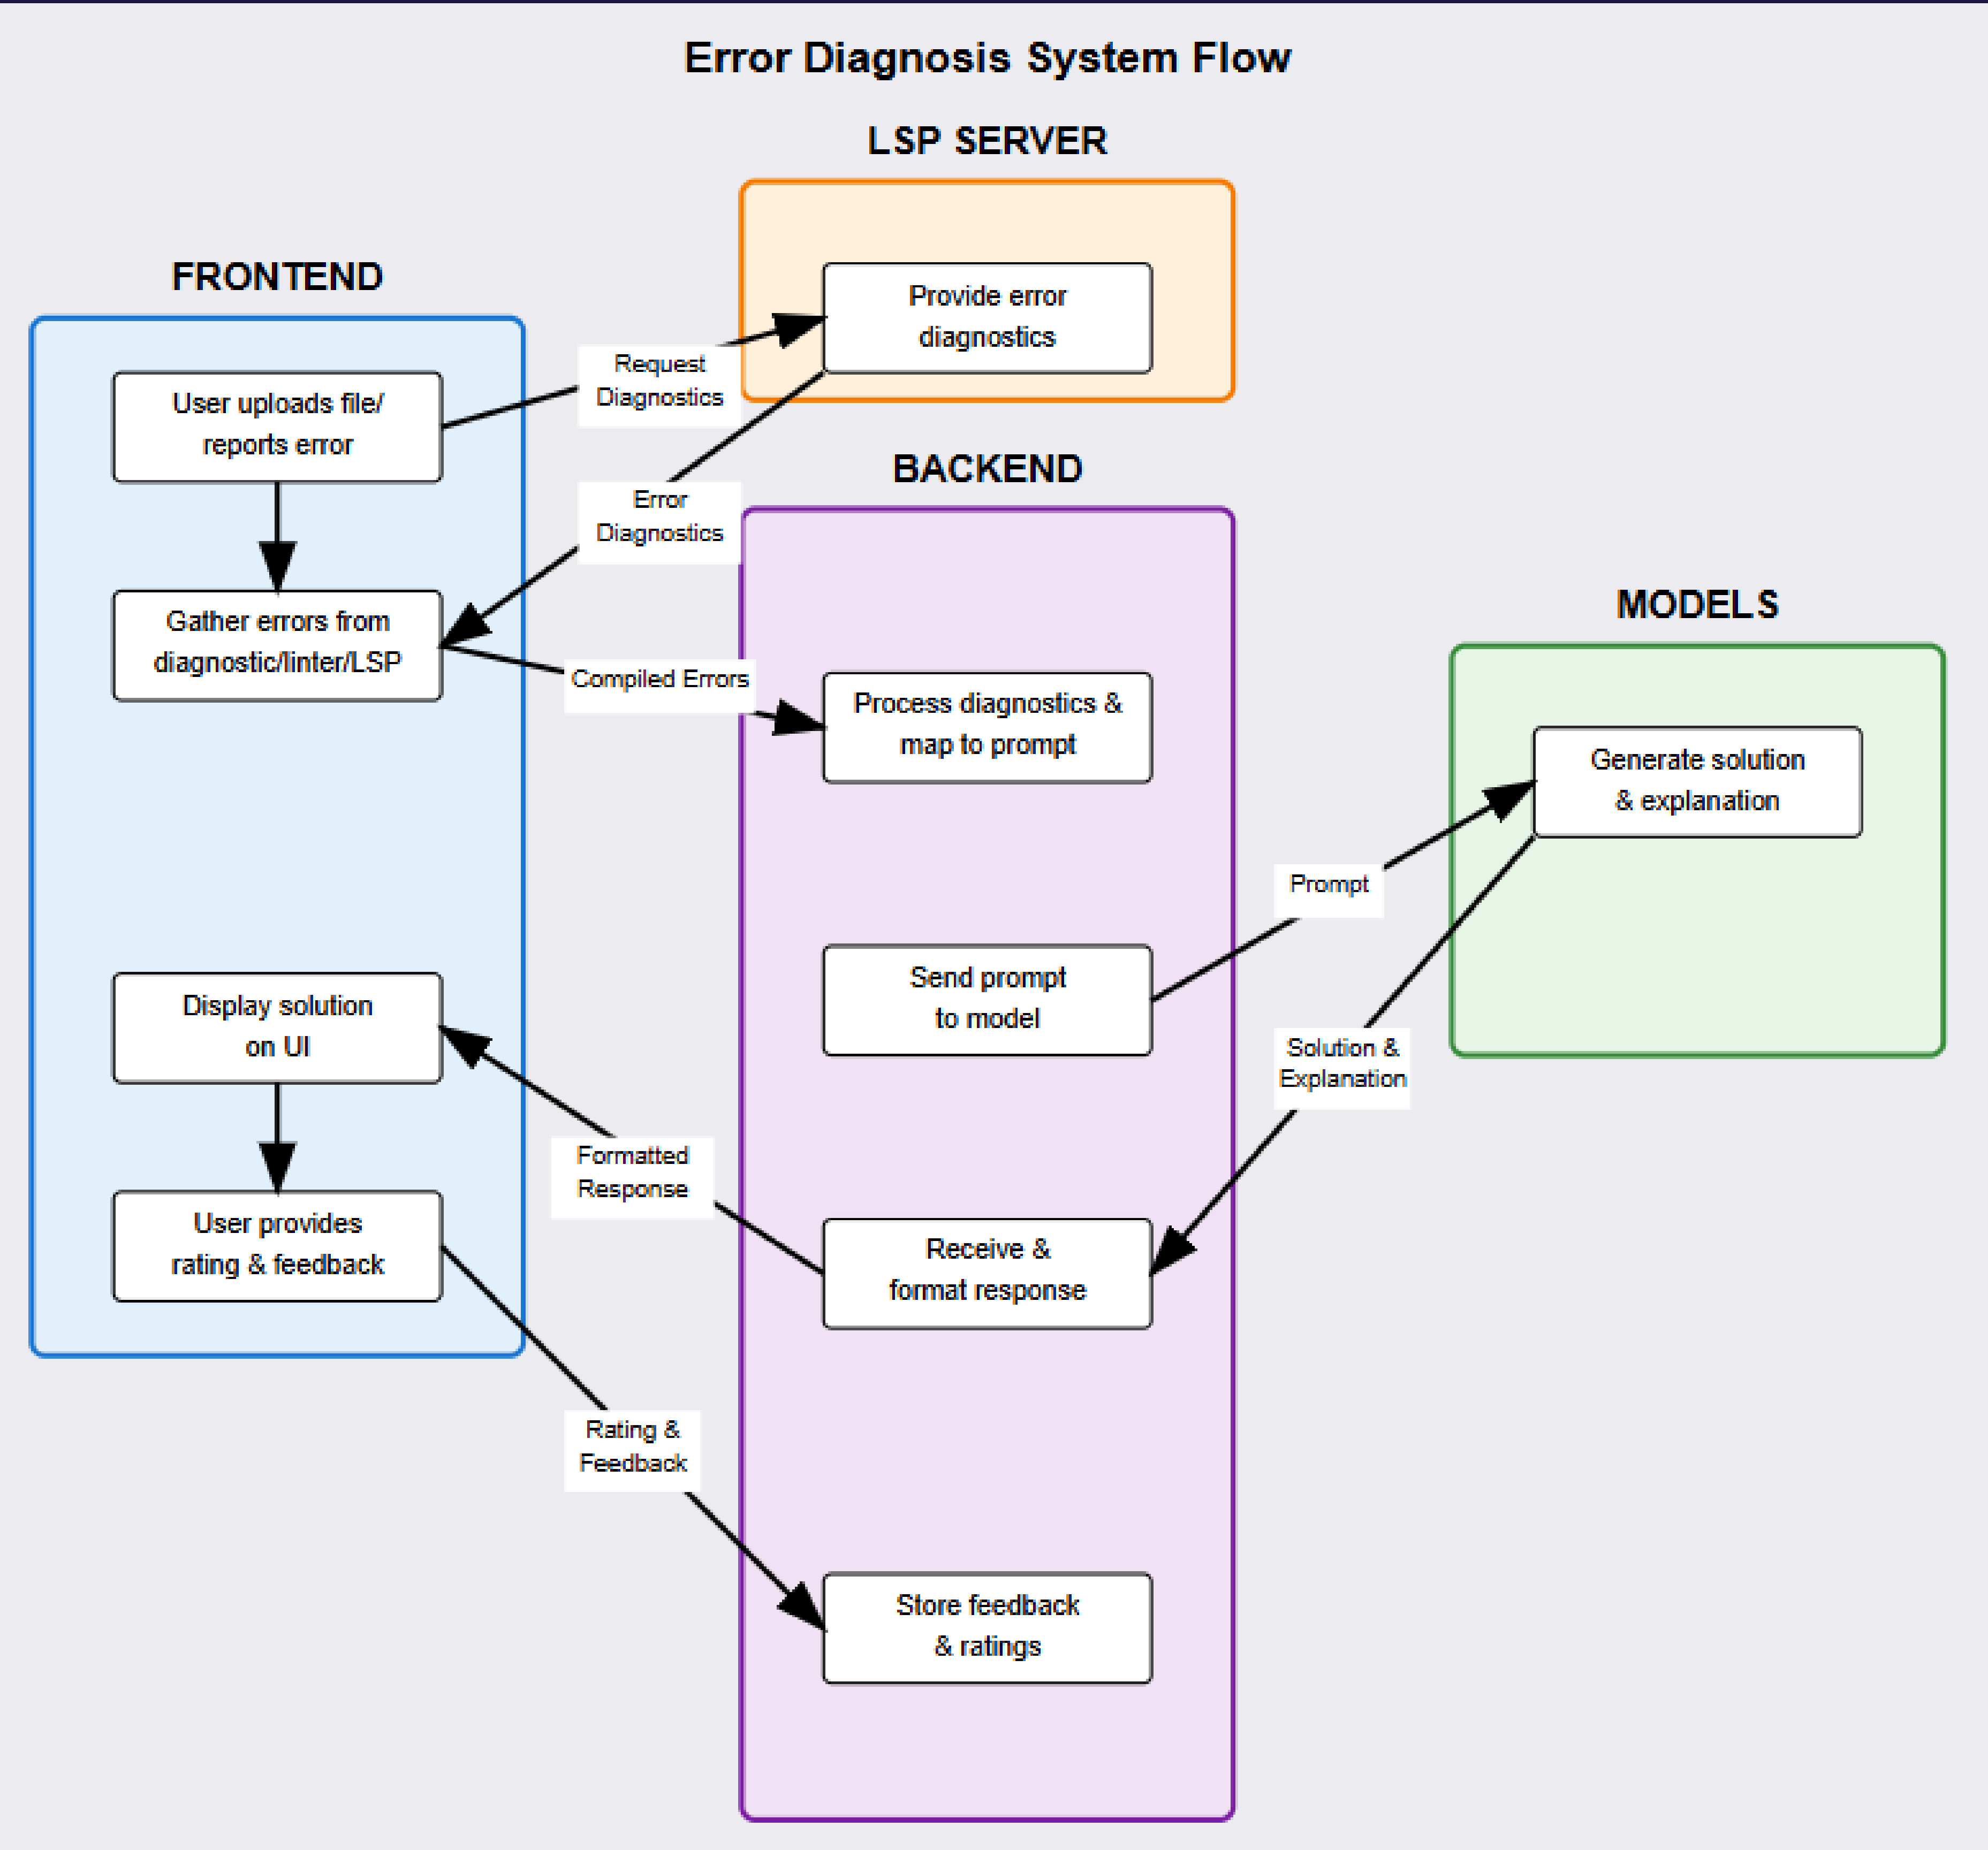 Error Diagnosis System Flow
LSP SERVER
Provide error
diagnostics
FRONTEND
User uploads file/
reports error
Request
Diagnostics
Error
Diagnostics
Gather errors from
diagnostic/linter/LSP
Compiled Errors
BACKEND
Process diagnostics &
map to prompt
MODELS
Generate solution
& explanation
Prompt
Send prompt
to model
Solution &
Explanation
Display solution
on UI
Formatted
Response
Receive &
format response
User provides
rating & feedback
Rating &
Feedback
Store feedback
& ratings